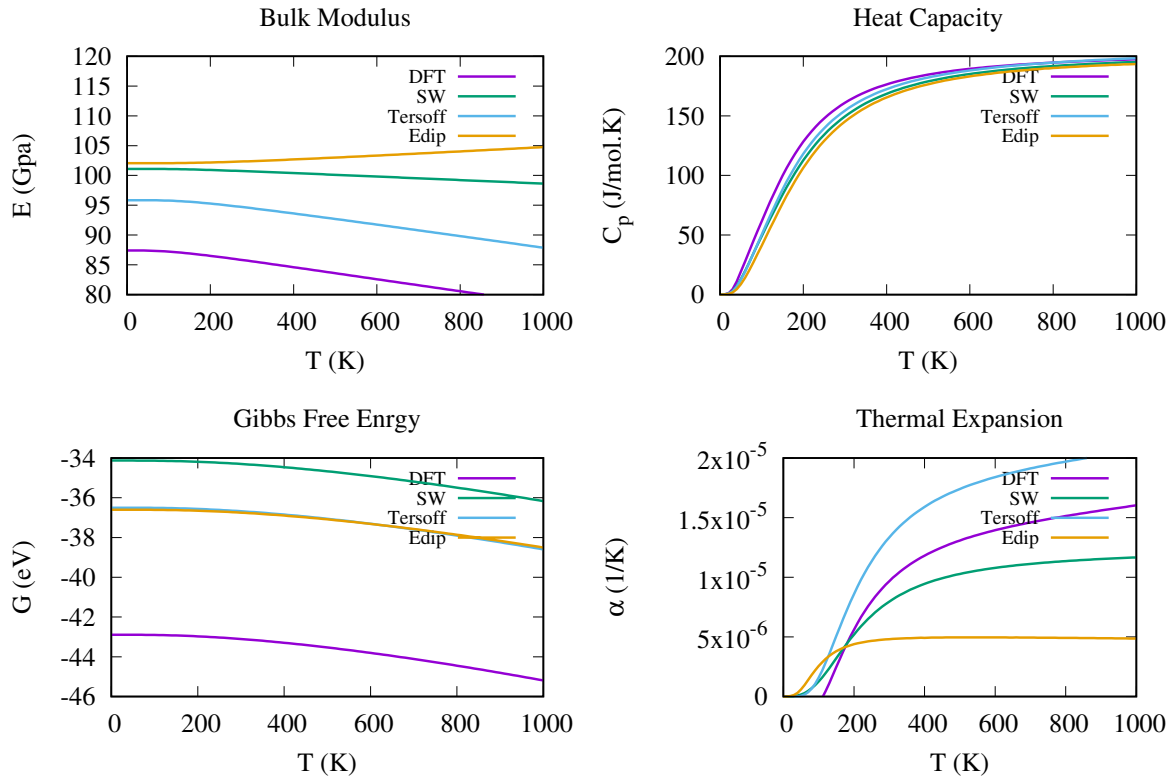 Bulk Modulus
E (Gpa)
120
115
110
105
100
95
90
85
80
DFT
SW
Tersoff
Edip
0 200 400 600 800 1000
T (K)
Heat Capacity
C_p (J/mol.K)
200
150
100
50
0
DFT
SW
Tersoff
Edip
0 200 400 600 800 1000
T (K)
Gibbs Free Enrgy
G (eV)
-34
-36
-38
-40
-42
-44
-46
DFT
SW
Tersoff
Edip
0 200 400 600 800 1000
T (K)
Thermal Expansion
α (1/K)
2x10⁻⁵
1.5x10⁻⁵
1x10⁻⁵
5x10⁻⁶
0
DFT
SW
Tersoff
Edip
0 200 400 600 800 1000
T (K)